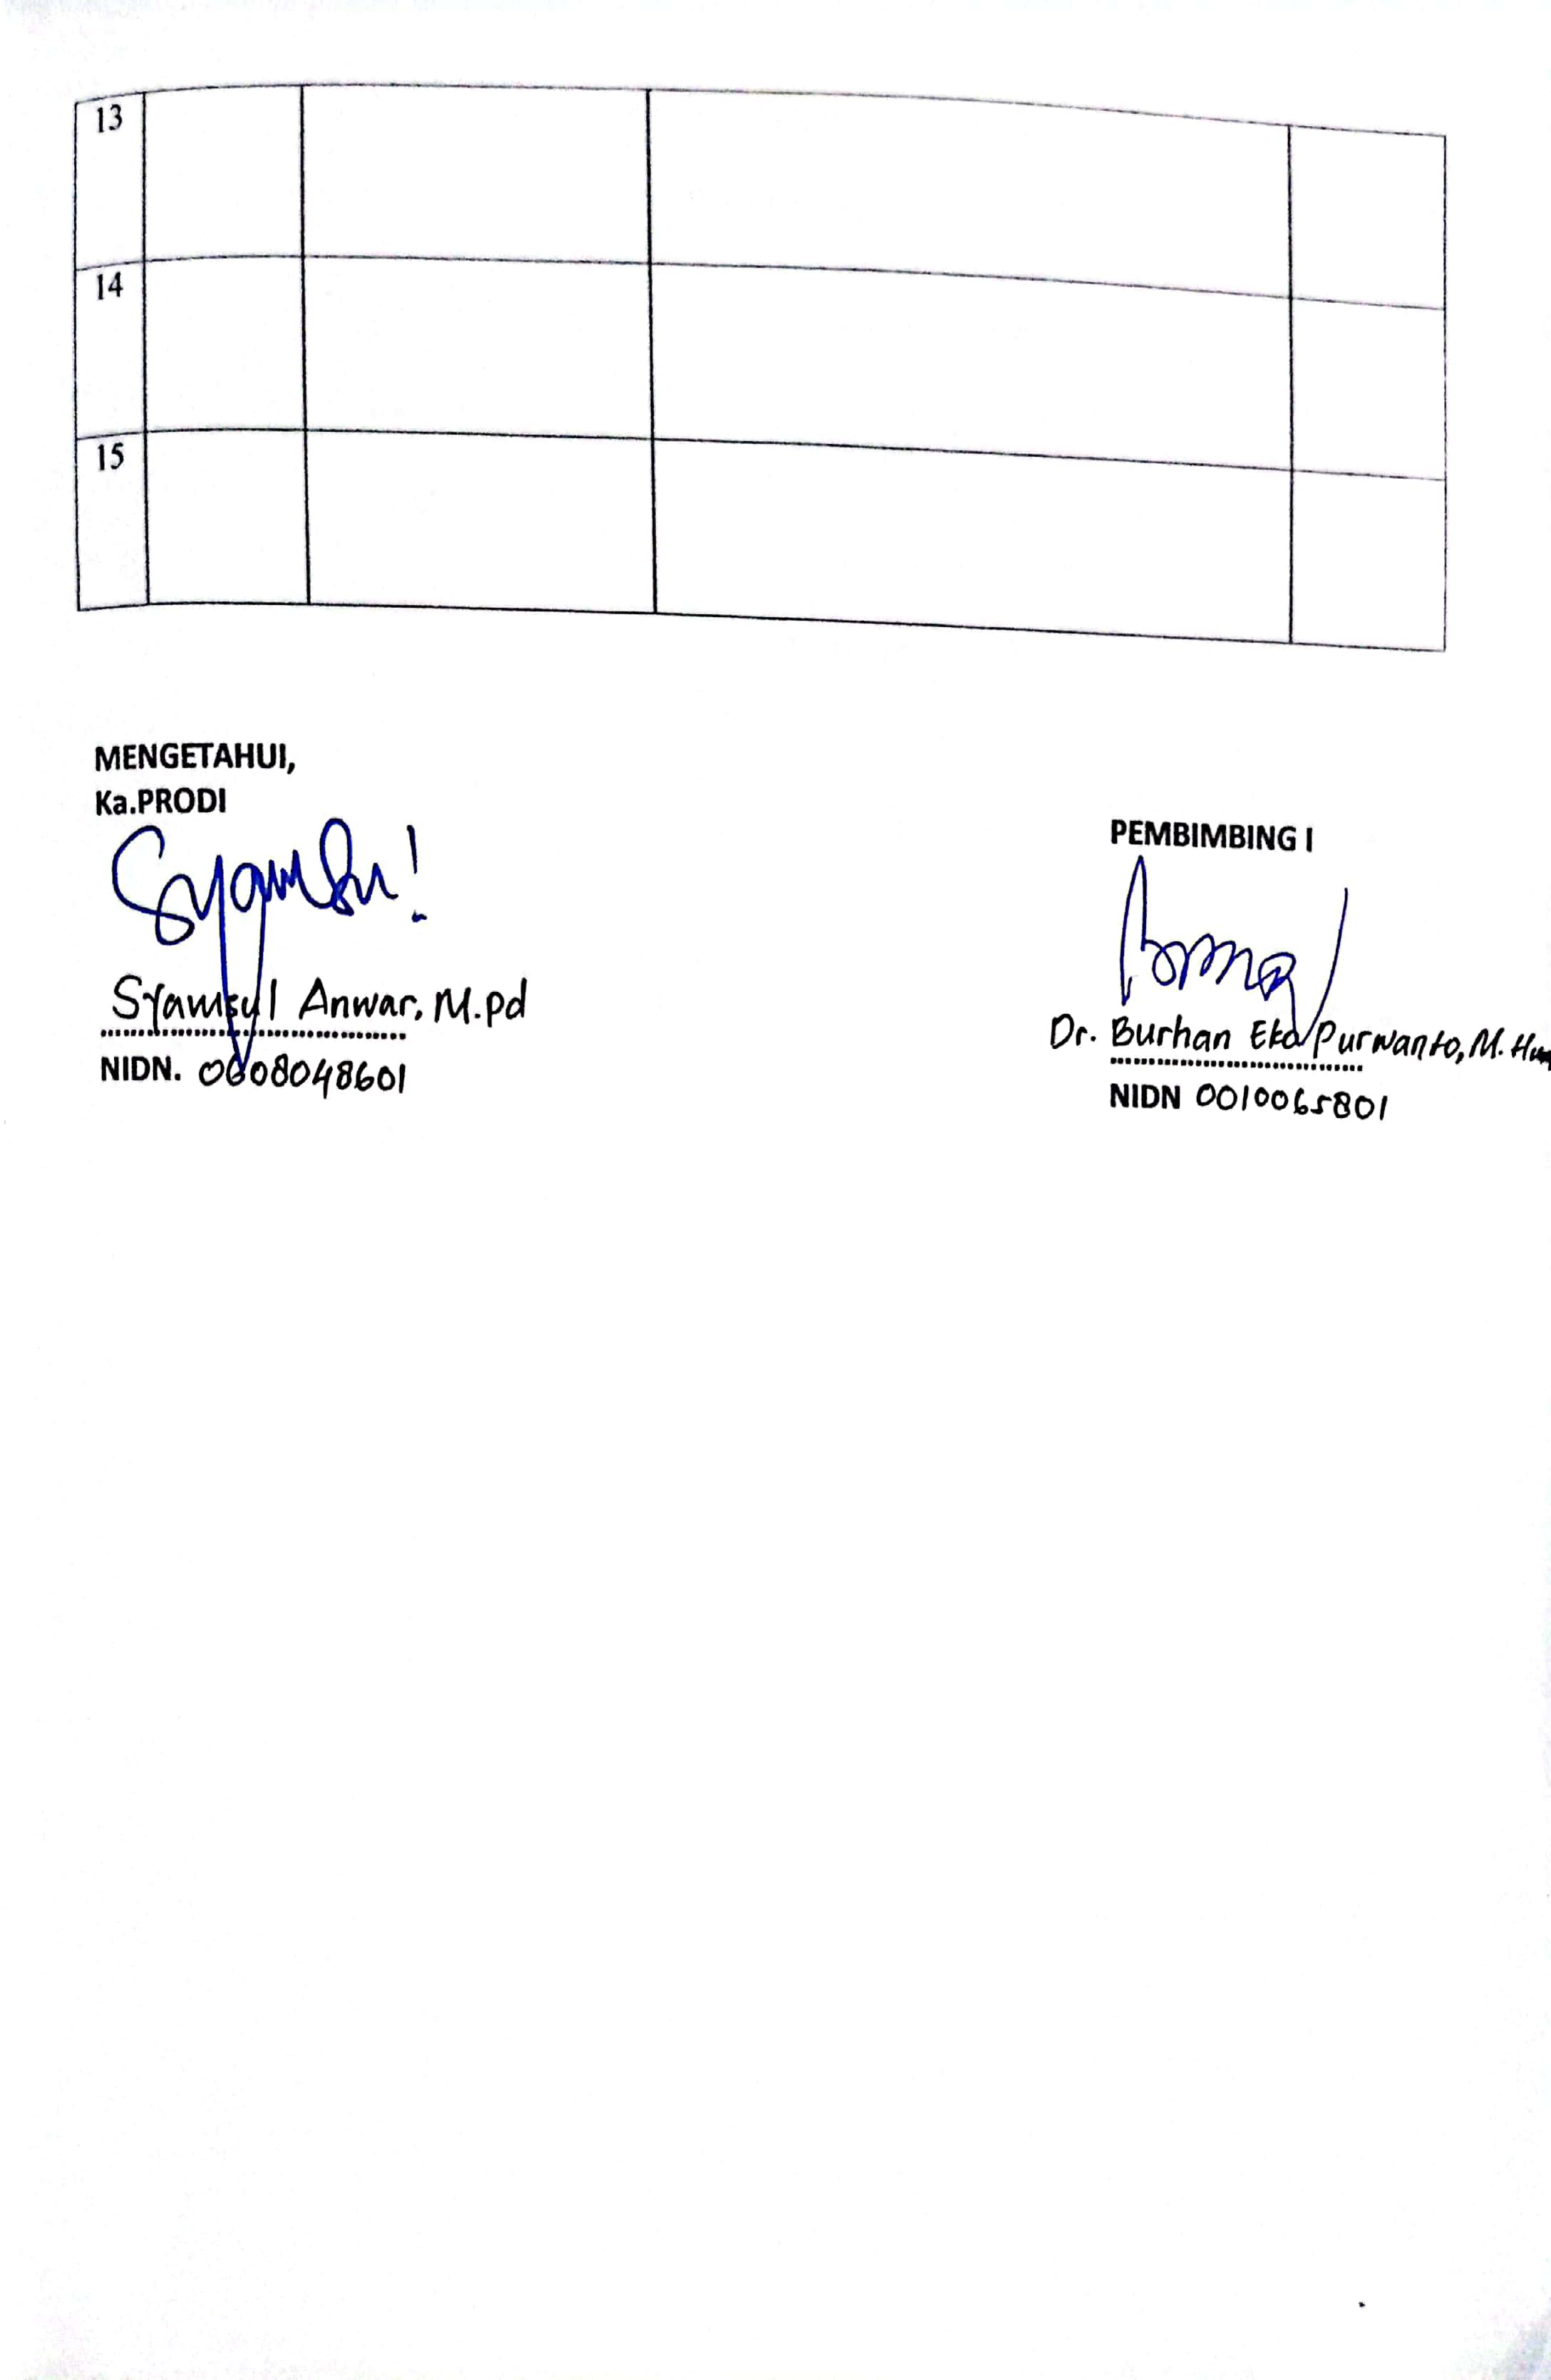 13
14
15
MENGETAHUI,
Ka.PRODI
Syamsul Anwar, M.Pd
NIDN. 0608048601
PEMBIMBING I
Dr. Burhan Eko Purwanto, M. Hum
NIDN 0010065801